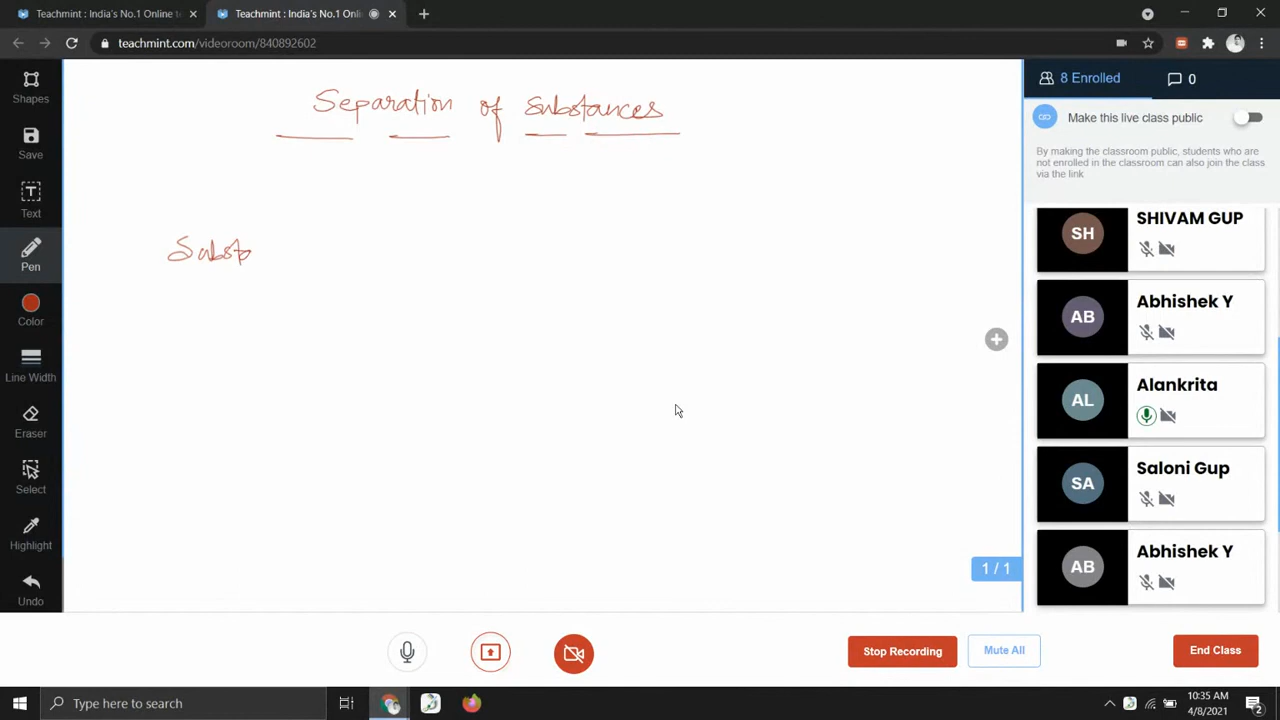 Teachmint: India's No.1 Online t
Teachmint: India's No.1 Onli
teachmint.com/videoroom/840892602
Shapes
Save
Text
Pen
Color
Line Width
Eraser
Select
Highlight
Undo
Separation of Substances
Subst
1 / 1
8 Enrolled
0
Make this live class public
By making the classroom public, students who are
not enrolled in the classroom can also join the class
via the link
SH
SHIVAM GUP
AB
Abhishek Y
AL
Alankrita
SA
Saloni Gup
AB
Abhishek Y
Stop Recording
Mute All
End Class
Type here to search
10:35 AM
4/8/2021
2